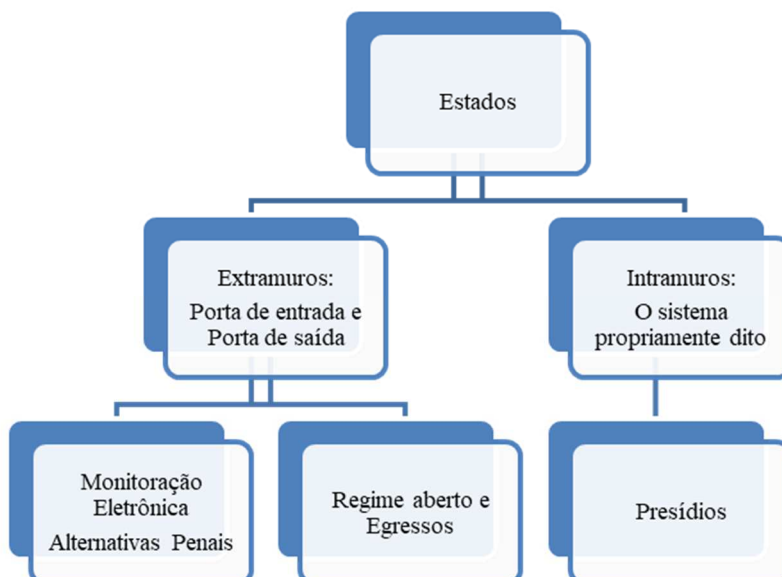 Estados
Extramuros:
Porta de entrada e
Porta de saída
Intramuros:
O sistema
propriamente dito
Monitoração
Eletrônica
Alternativas Penais
Regime aberto e
Egressos
Presídios